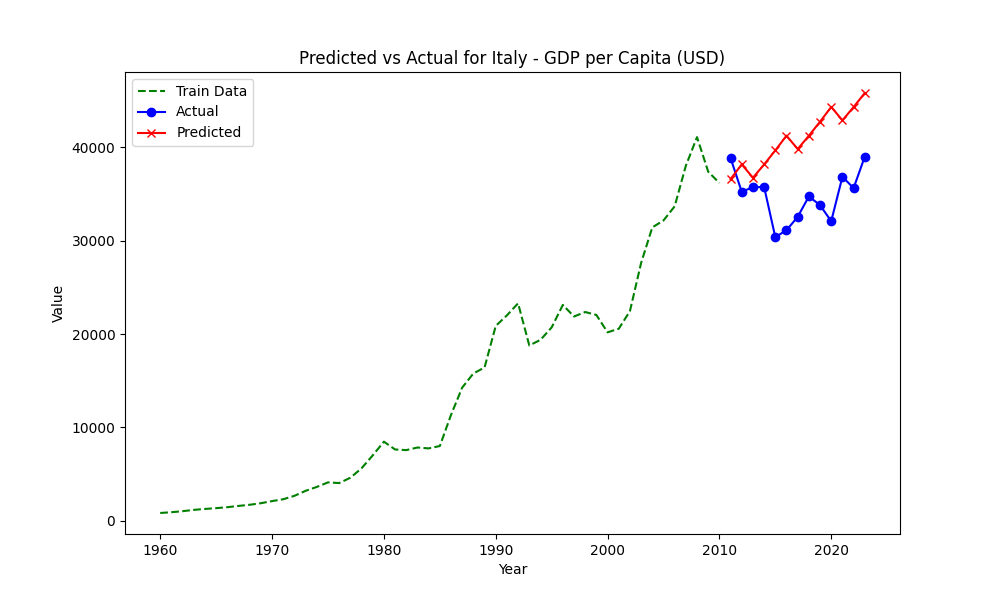 Predicted vs Actual for Italy - GDP per Capita (USD)
Train Data
Actual
Predicted
40000
30000
20000
10000
0
Value
1960 1970 1980 1990 2000 2010 2020
Year